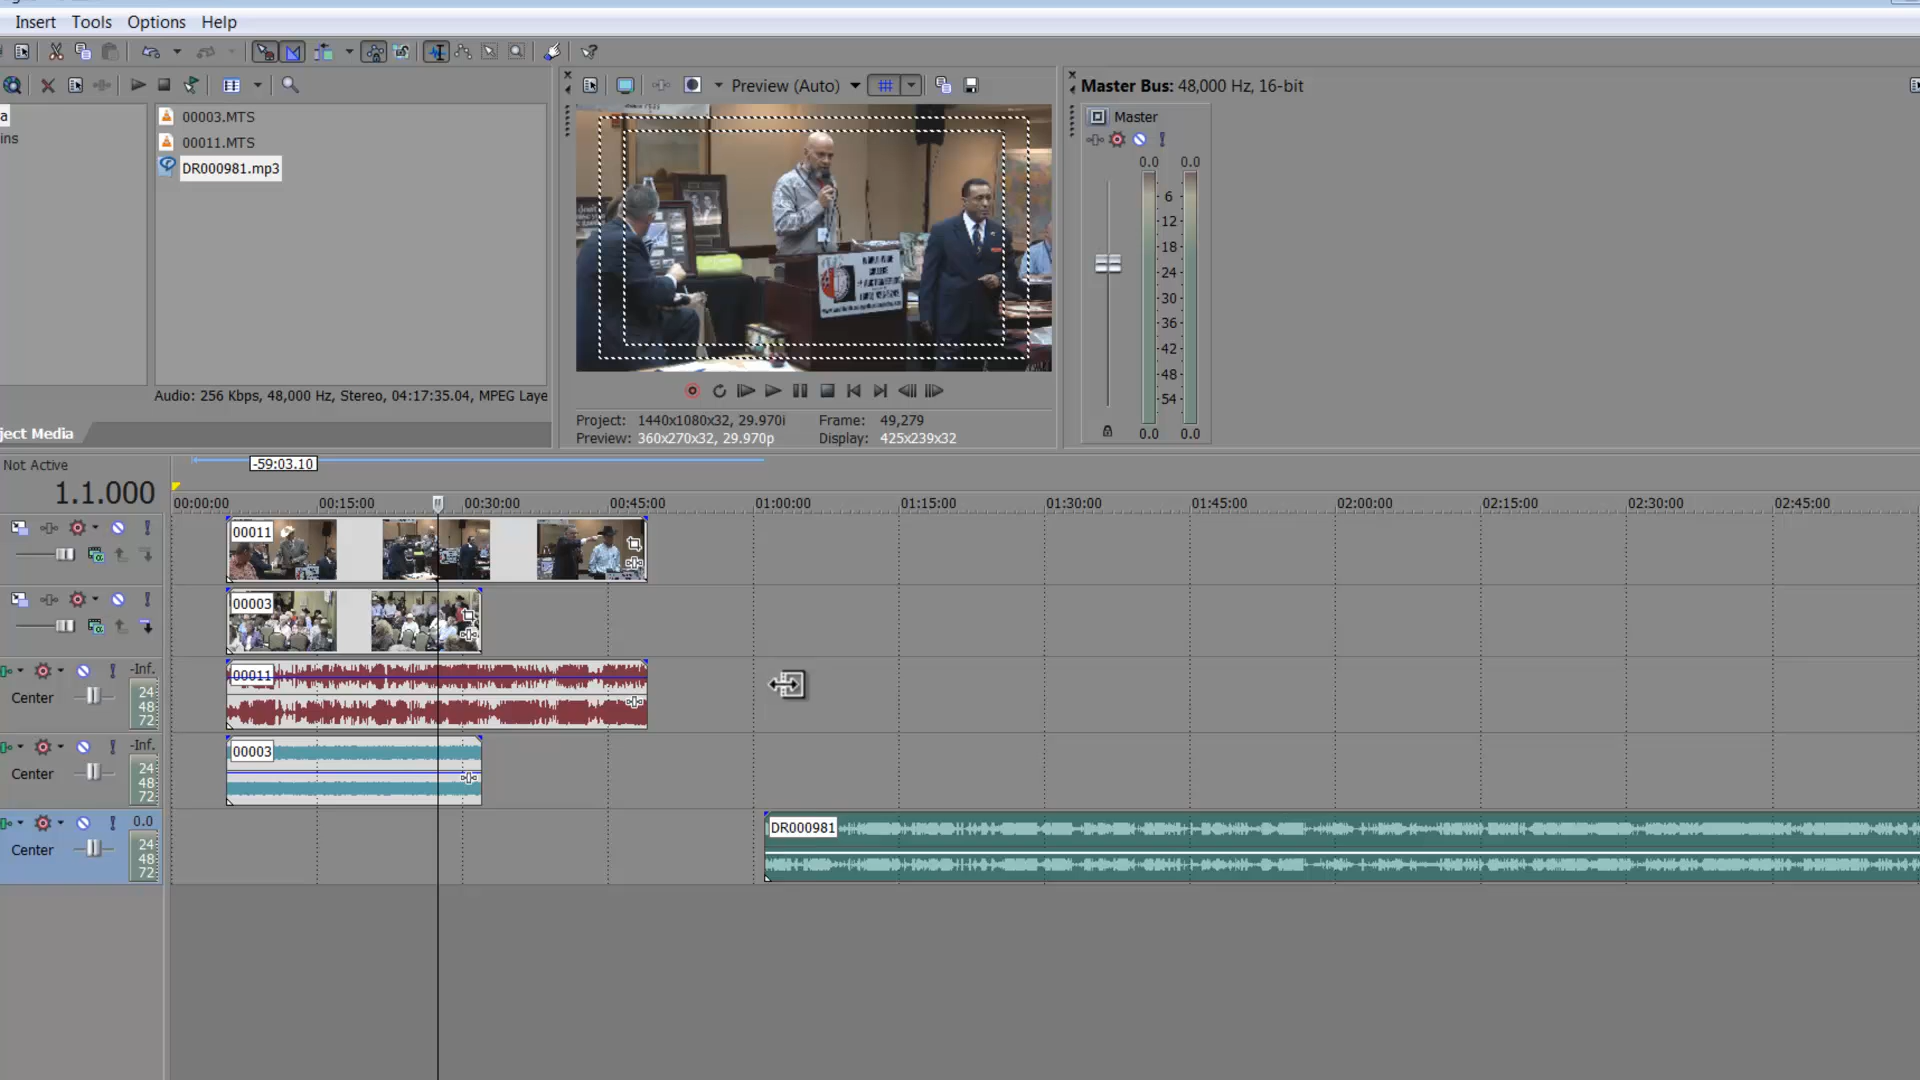 Insert Tools Options Help
Preview (Auto)
Master Bus: 48,000 Hz, 16-bit
00003.MTS
00011.MTS
DR000981.mp3
ins
Audio: 256 Kbps, 48,000 Hz, Stereo, 04:17:35.04, MPEG Laye
ject Media
Master
0.0 0.0
6
12
18
24
30
36
42
48
54
0.0 0.0
Project: 1440x1080x32, 29.970i Frame: 49,279
Preview: 360x270x32, 29.970p Display: 425x239x32
Not Active
-59:03.10
1.1.000
00:00:00 00:15:00 00:30:00 00:45:00 01:00:00 01:15:00 01:30:00 01:45:00 02:00:00 02:15:00 02:30:00 02:45:00
00011
00003
-Inf.
00011
Center
24
48
72
-Inf.
00003
Center
24
48
72
0.0
DR000981
Center
24
48
72